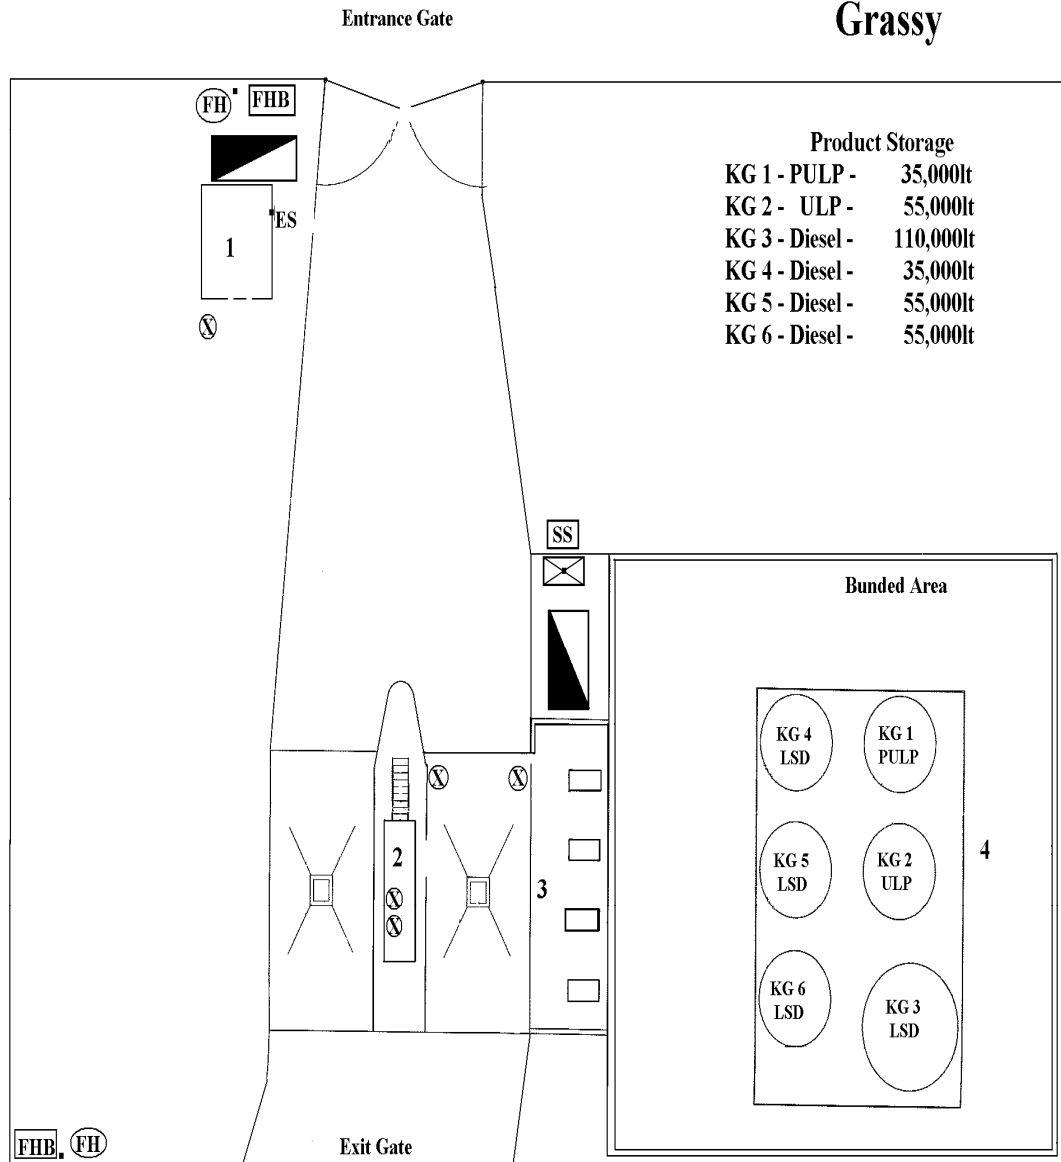 Entrance Gate
Grassy
FH
FHB
Product Storage
KG 1 - PULP - 35,000lt
KG 2 - ULP - 55,000lt
KG 3 - Diesel - 110,000lt
KG 4 - Diesel - 35,000lt
KG 5 - Diesel - 55,000lt
KG 6 - Diesel - 55,000lt
ES
1
X
SS
Bunded Area
KG 4
LSD
KG 1
PULP
X
X
2
KG 5
LSD
KG 2
ULP
4
3
X
X
KG 6
LSD
KG 3
LSD
FHB
FH
Exit Gate